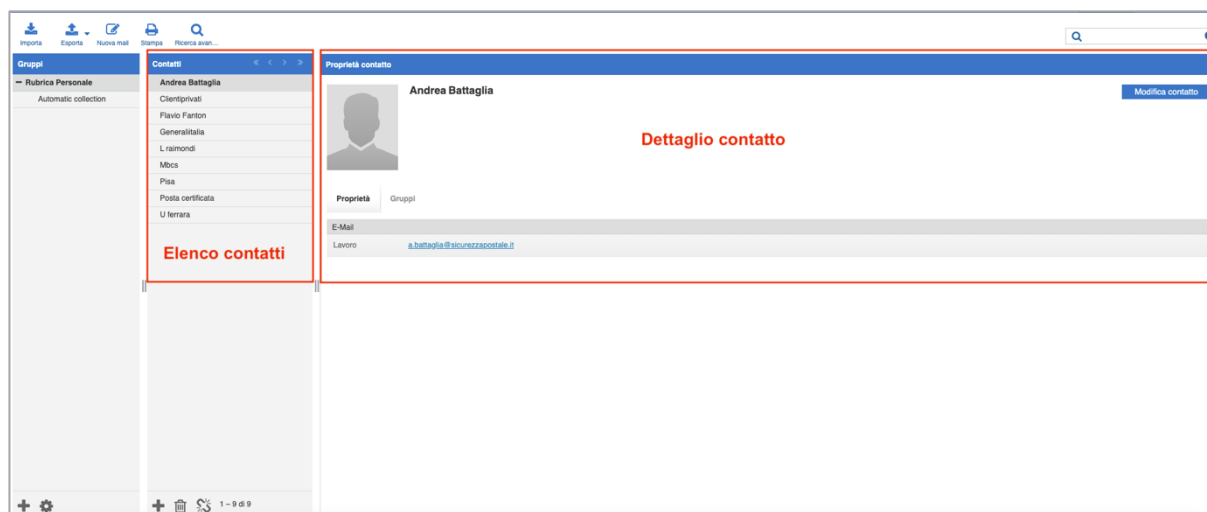 Importa Esporta Nuova mail Stampa Ricerca avan...
Gruppi
Rubrica Personale
Automatic collection
Contatti
Andrea Battaglia
Clientiprivati
Flavio Fanton
Generaliitalia
L raimondi
Mbcs
Pisa
Posta certificata
U ferrara
Elenco contatti
1 – 9 di 9
Proprietà contatto
Andrea Battaglia
Modifica contatto
Dettaglio contatto
Proprietà Gruppi
E-Mail
Lavoro a.battaglia@sicurezzapostale.it